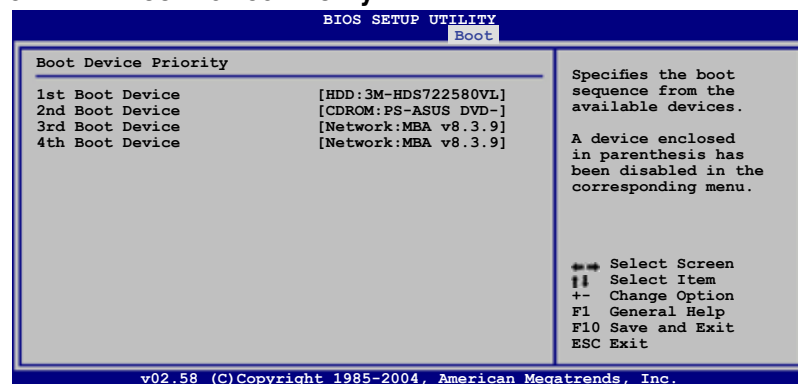 BIOS SETUP UTILITY
Boot
Boot Device Priority
1st Boot Device [HDD:3M-HDS722580VL]
2nd Boot Device [CDROM:PS-ASUS DVD-]
3rd Boot Device [Network:MBA v8.3.9]
4th Boot Device [Network:MBA v8.3.9]
Specifies the boot
sequence from the
available devices.
A device enclosed
in parenthesis has
been disabled in the
corresponding menu.
Select Screen
Select Item
+- Change Option
F1 General Help
F10 Save and Exit
ESC Exit
v02.58 (C)Copyright 1985-2004, American Megatrends, Inc.